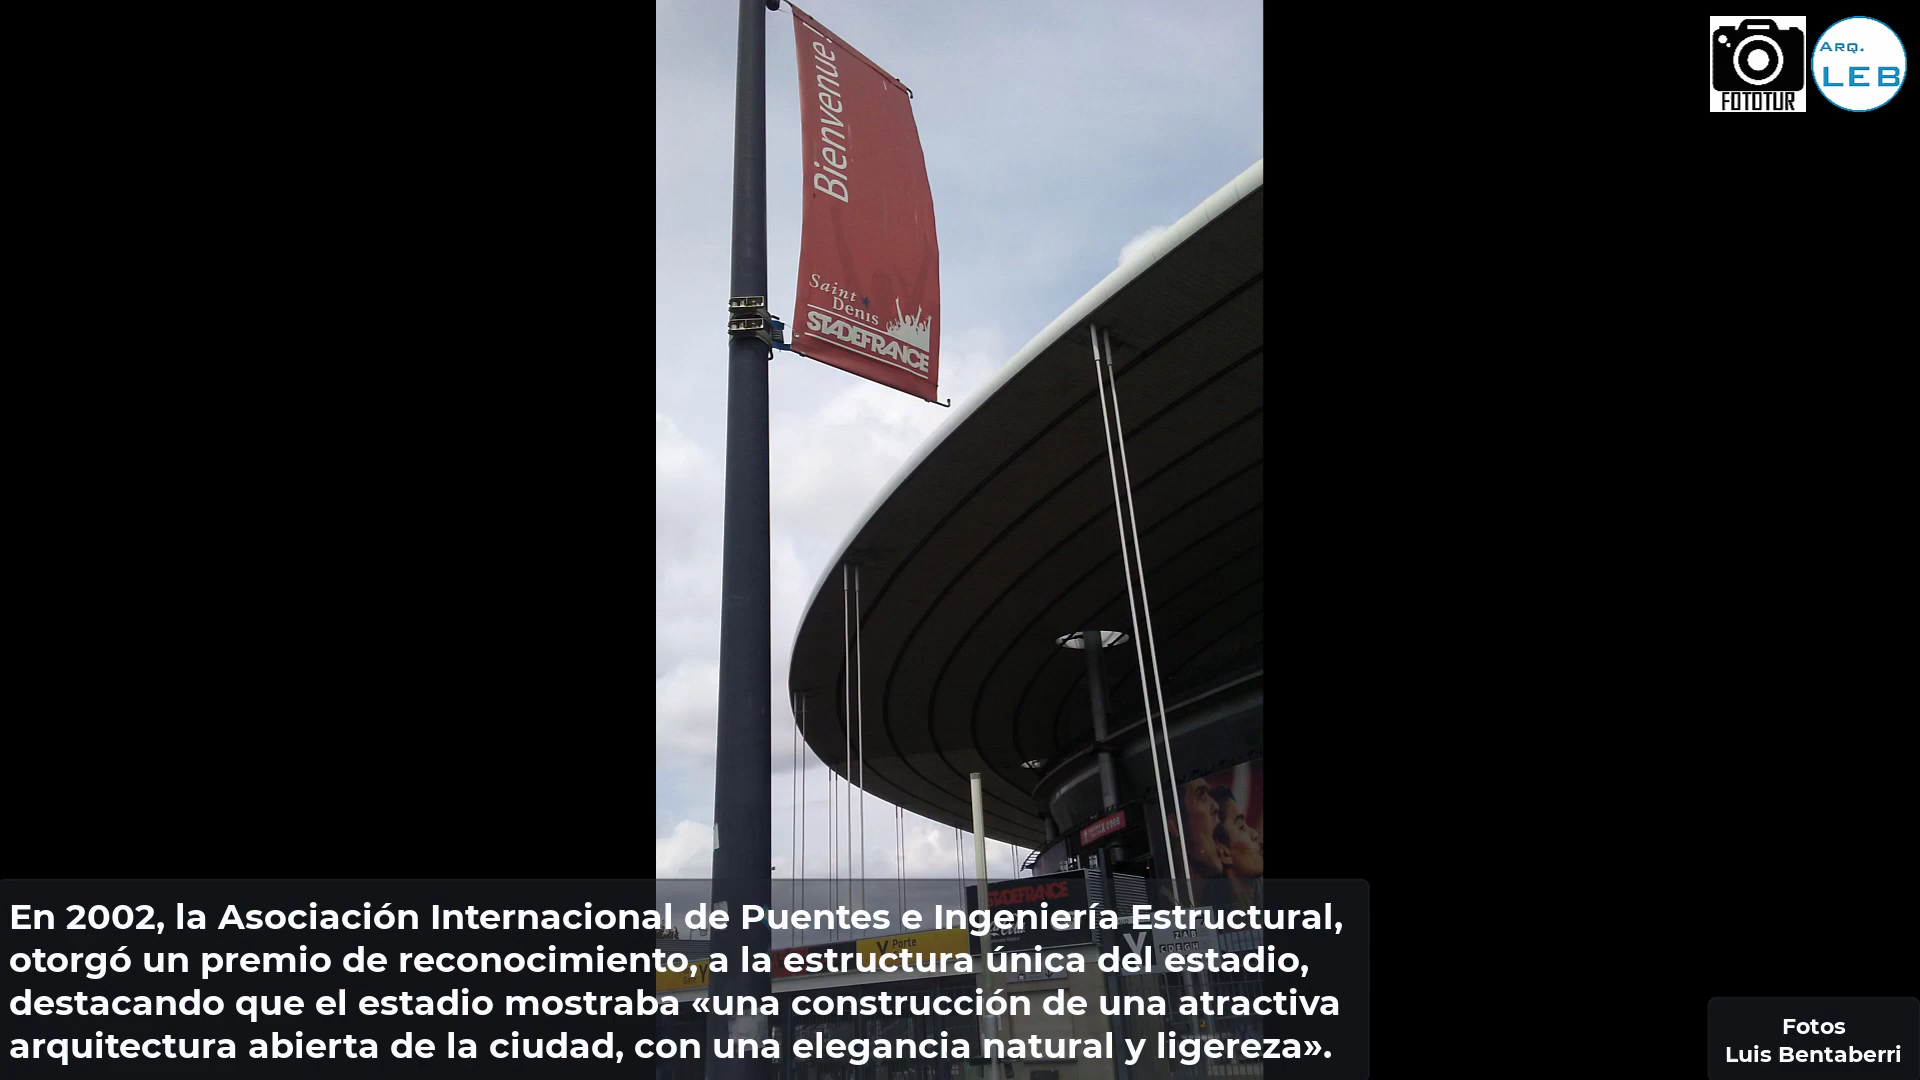 Bienvenue!
Saint
Denis
STADEFRANCE
FOTOTUR
ARQ.
LEB
STADEFRANCE
Y Porte
Y
Z A B
C D E G H
En 2002, la Asociación Internacional de Puentes e Ingeniería Estructural,
otorgó un premio de reconocimiento, a la estructura única del estadio,
destacando que el estadio mostraba «una construcción de una atractiva
arquitectura abierta de la ciudad, con una elegancia natural y ligereza».
Fotos
Luis Bentaberri